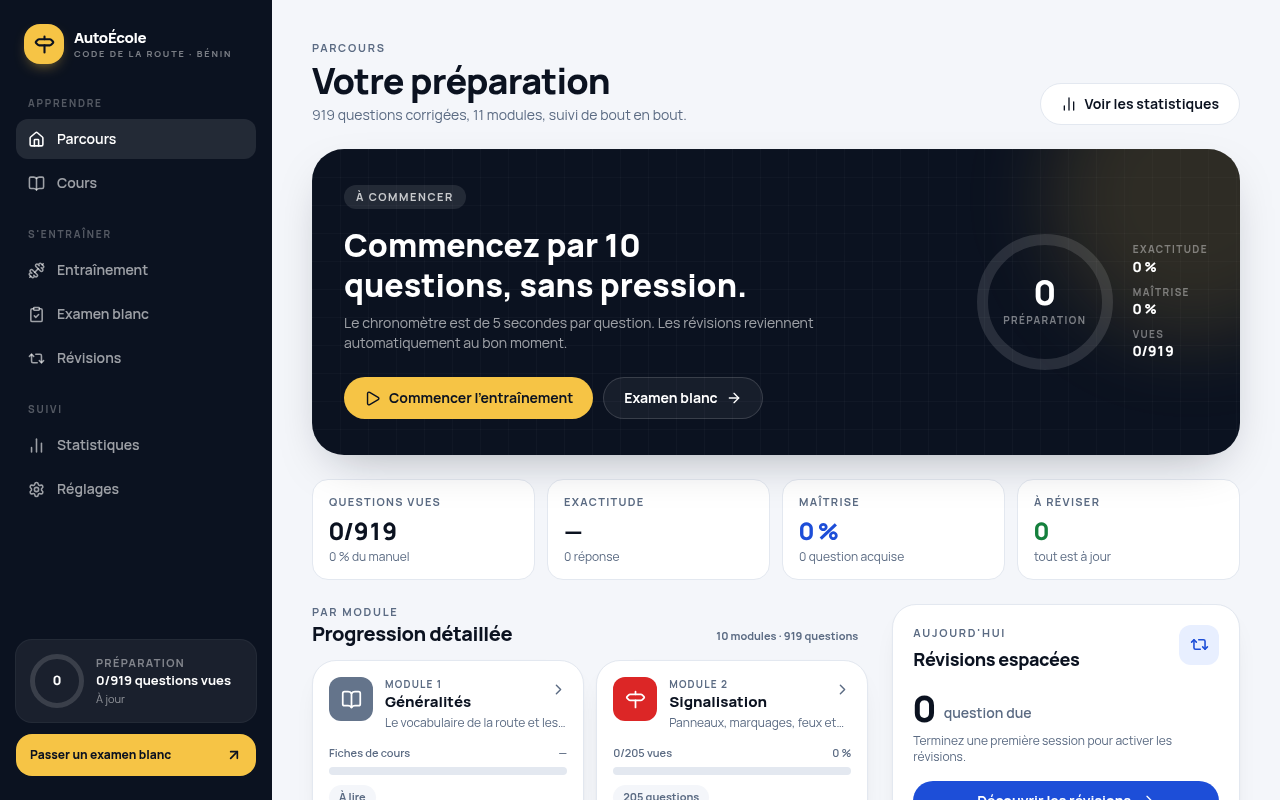 AutoÉcole
CODE DE LA ROUTE · BÉNIN
APPRENDRE
Parcours
Cours
S'ENTRAÎNER
Entraînement
Examen blanc
Révisions
SUIVI
Statistiques
Réglages
0
PRÉPARATION
0/919 questions vues
À jour
Passer un examen blanc
PARCOURS
Votre préparation
919 questions corrigées, 11 modules, suivi de bout en bout.
Voir les statistiques
À COMMENCER
Commencez par 10
questions, sans pression.
Le chronomètre est de 5 secondes par question. Les révisions reviennent
automatiquement au bon moment.
Commencer l'entraînement
Examen blanc
0
PRÉPARATION
EXACTITUDE
0 %
MAÎTRISE
0 %
VUES
0/919
QUESTIONS VUES
0/919
0 % du manuel
EXACTITUDE
—
0 réponse
MAÎTRISE
0 %
0 question acquise
À RÉVISER
0
tout est à jour
PAR MODULE
Progression détaillée
10 modules · 919 questions
MODULE 1
Généralités
Le vocabulaire de la route et les…
Fiches de cours —
À lire
MODULE 2
Signalisation
Panneaux, marquages, feux et…
0/205 vues 0 %
205 questions
AUJOURD'HUI
Révisions espacées
0 question due
Terminez une première session pour activer les
révisions.
Découvrir les révisions